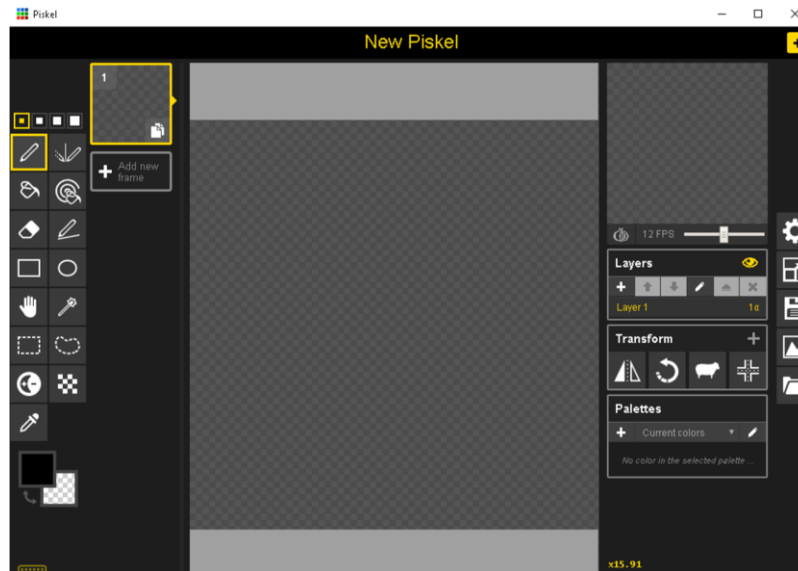 Piskel
New Piskel
1
Add new
frame
12 FPS
Layers
Layer 1
1α
Transform
Palettes
Current colors
No color in the selected palette ...
x15.91